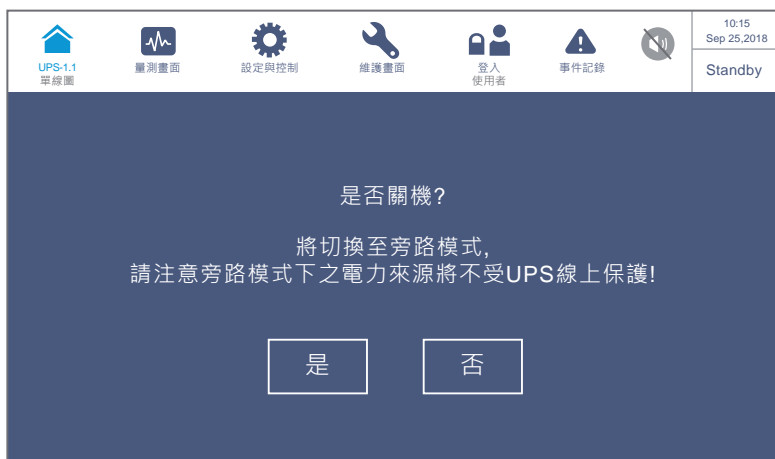 UPS-1.1
單線圖
量測畫面
設定與控制
維護畫面
登入
使用者
事件記錄
10:15
Sep 25,2018
Standby
是否關機?
將切換至旁路模式,
請注意旁路模式下之電力來源將不受UPS線上保護!
是
否